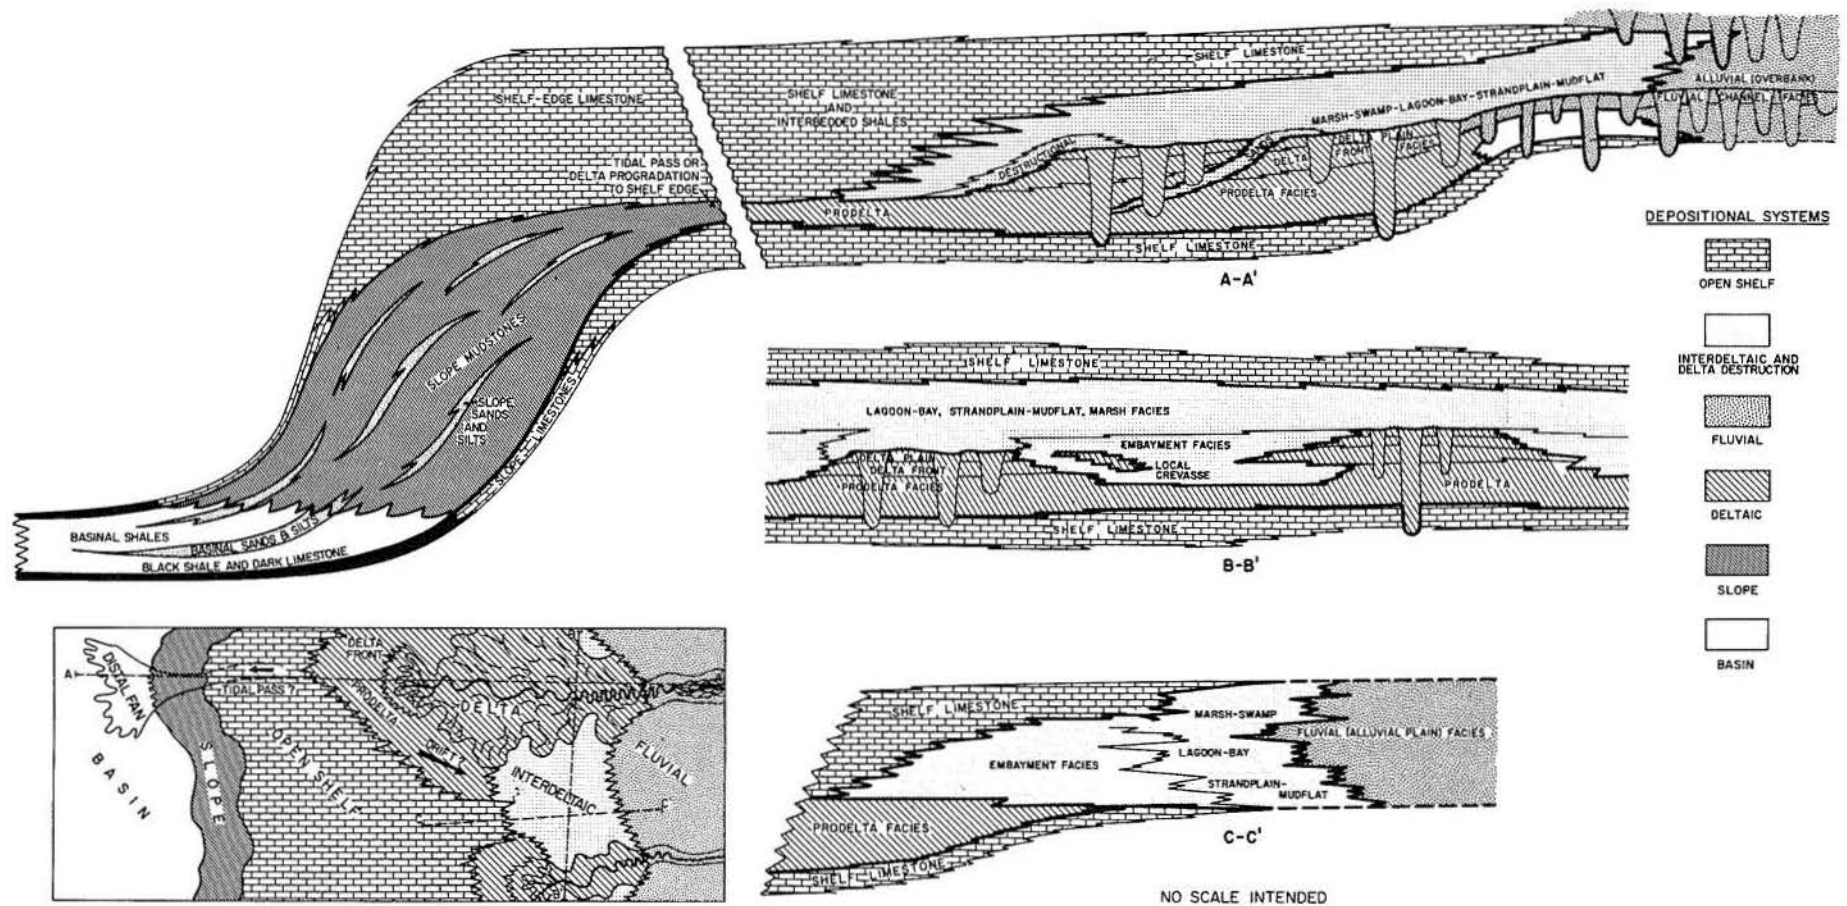 SHELF LIMESTONE
SHELF-EDGE LIMESTONE
SHELF LIMESTONE
AND
INTERBEDDED SHALES
MARSH-SWAMP-LAGOON-BAY-STRANDPLAIN-MUDFLAT
ALLUVIAL (OVERBANK)
FLUVIAL CHANNEL FACIES
TIDAL PASS OR
DELTA PROGRADATION
TO SHELF EDGE
DESTRUCTIONAL
SANDS
DELTA PLAIN
FACIES
DELTA FRONT
PRODELTA FACIES
PRODELTA
SHELF LIMESTONE
A-A'
SLOPE MUDSTONES
SLOPE
SANDS
AND
SILTS
SLOPE LIMESTONES
BASINAL SHALES
BASINAL SANDS & SILTS
BLACK SHALE AND DARK LIMESTONE
DEPOSITIONAL SYSTEMS
OPEN SHELF
INTERDELTAIC AND
DELTA DESTRUCTION
FLUVIAL
DELTAIC
SLOPE
BASIN
SHELF LIMESTONE
LAGOON-BAY, STRANDPLAIN-MUDFLAT, MARSH FACIES
EMBAYMENT FACIES
LOCAL
CREVASSE
DELTA PLAIN
DELTA FRONT
PRODELTA FACIES
PRODELTA
SHELF LIMESTONE
B-B'
A
DISTAL FAN
BASIN
SLOPE
TIDAL PASS ?
OPEN SHELF
DELTA
FRONT
PRODELTA
DELTA
DRIFT?
INTERDELTAIC
FLUVIAL
C
C'
B
B'
SHELF LIMESTONE
MARSH-SWAMP
FLUVIAL (ALLUVIAL PLAIN) FACIES
LAGOON-BAY
EMBAYMENT FACIES
STRANDPLAIN-
MUDFLAT
PRODELTA FACIES
SHELF LIMESTONE
C-C'
NO SCALE INTENDED